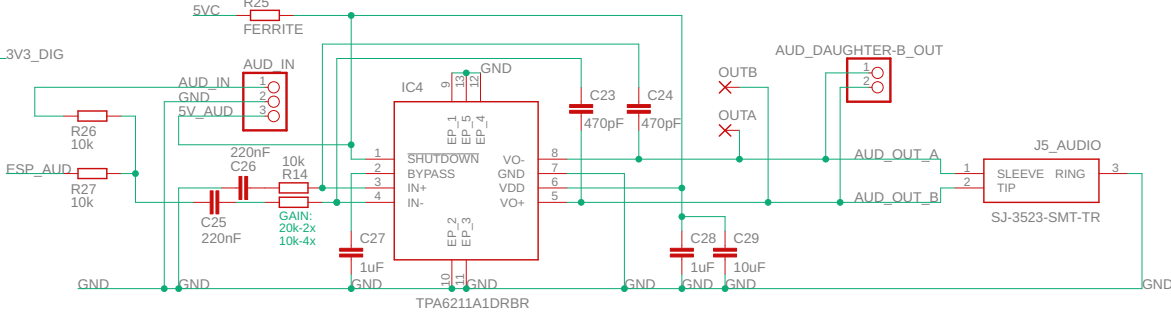 5VC
R25
FERRITE
3V3_DIG
AUD_IN
AUD_IN
GND
5V_AUD
1
2
3
R26
10k
ESP_AUD
R27
10k
220nF
C26
C25
220nF
10k
R14
GAIN:
20k-2x
10k-4x
C27
1uF
IC4
GND
9
13
12
EP_1
EP_5
EP_4
1
2
3
4
SHUTDOWN
BYPASS
IN+
IN-
VO-
GND
VDD
VO+
8
7
6
5
EP_2
EP_3
10
11
GND
TPA6211A1DRBR
C23
470pF
C24
470pF
OUTB
OUTA
AUD_DAUGHTER-B_OUT
1
2
AUD_OUT_A
AUD_OUT_B
J5_AUDIO
1
2
3
SLEEVE
RING
TIP
SJ-3523-SMT-TR
C28
1uF
C29
10uF
GND
GND
GND
GND
GND
GND
GND